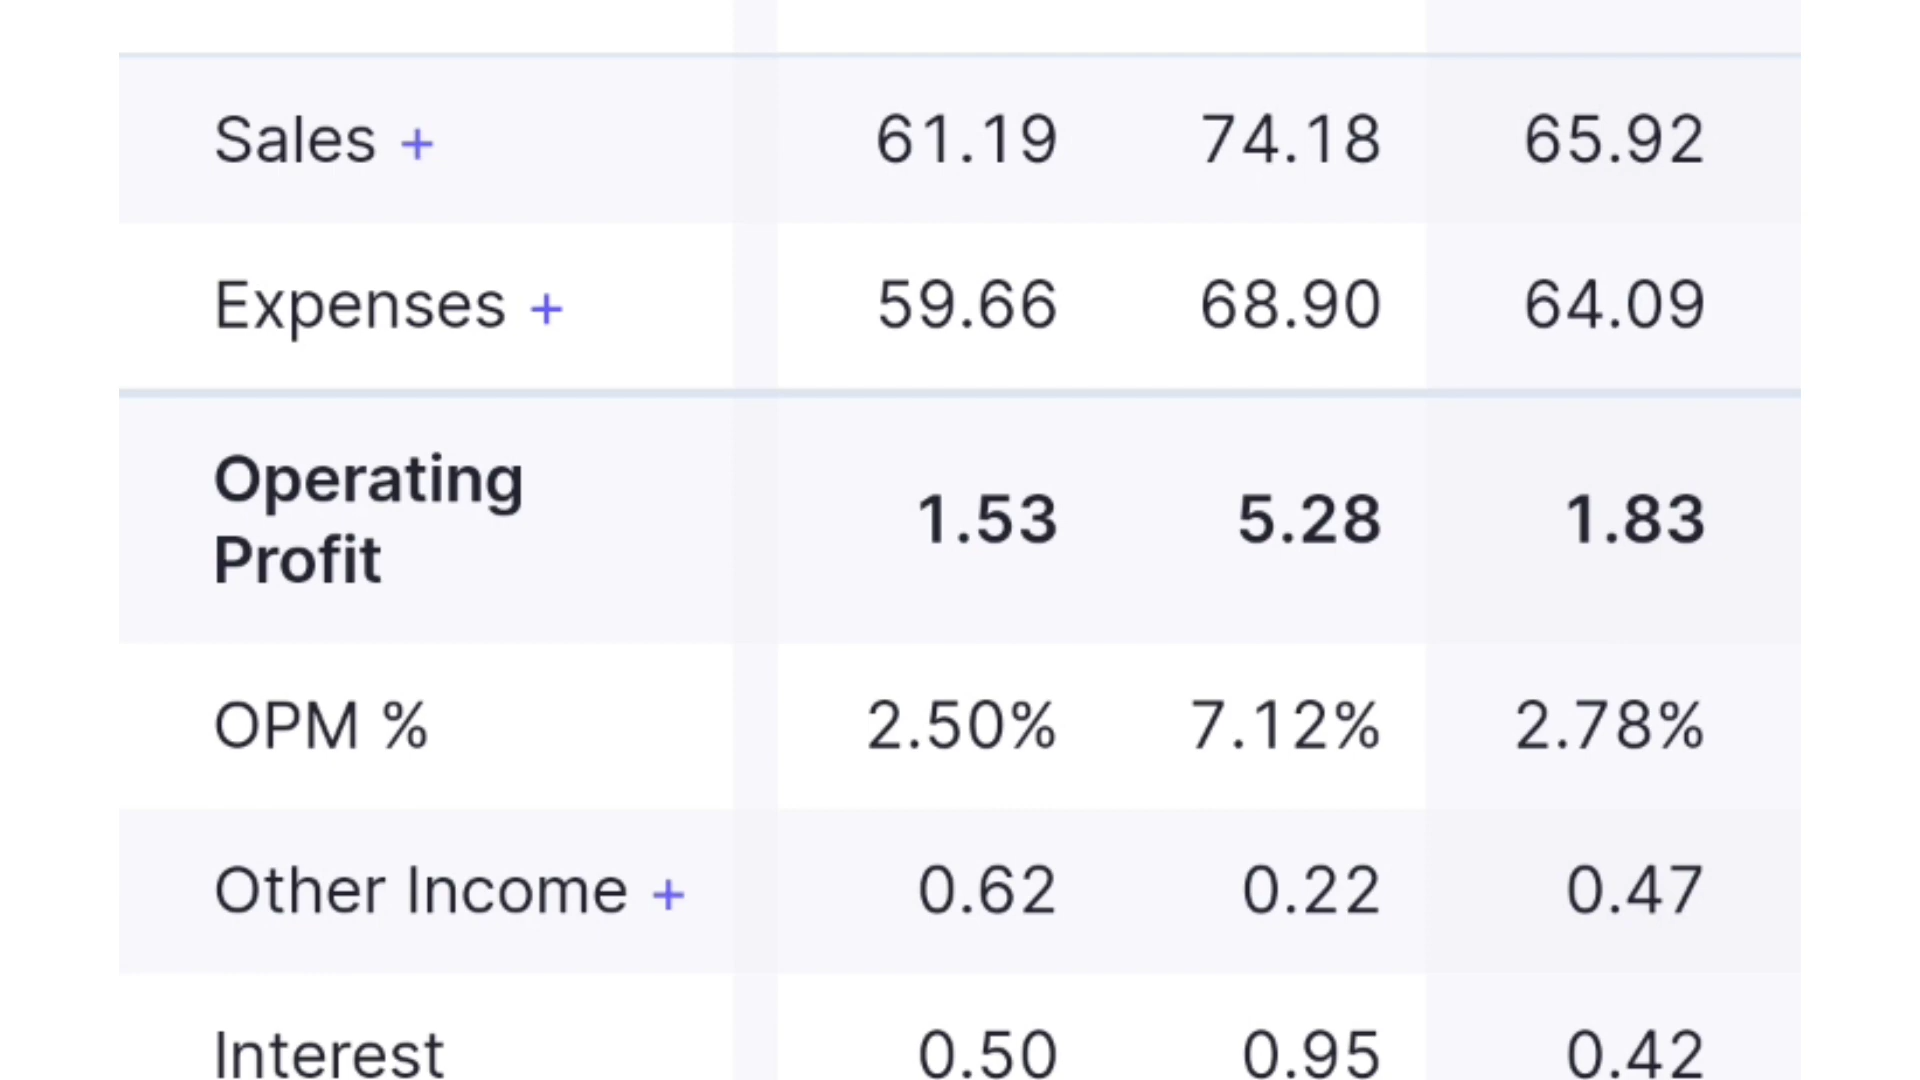 Sales + 61.19 74.18 65.92
Expenses + 59.66 68.90 64.09
Operating
Profit 1.53 5.28 1.83
OPM % 2.50% 7.12% 2.78%
Other Income + 0.62 0.22 0.47
Interest 0.50 0.95 0.42